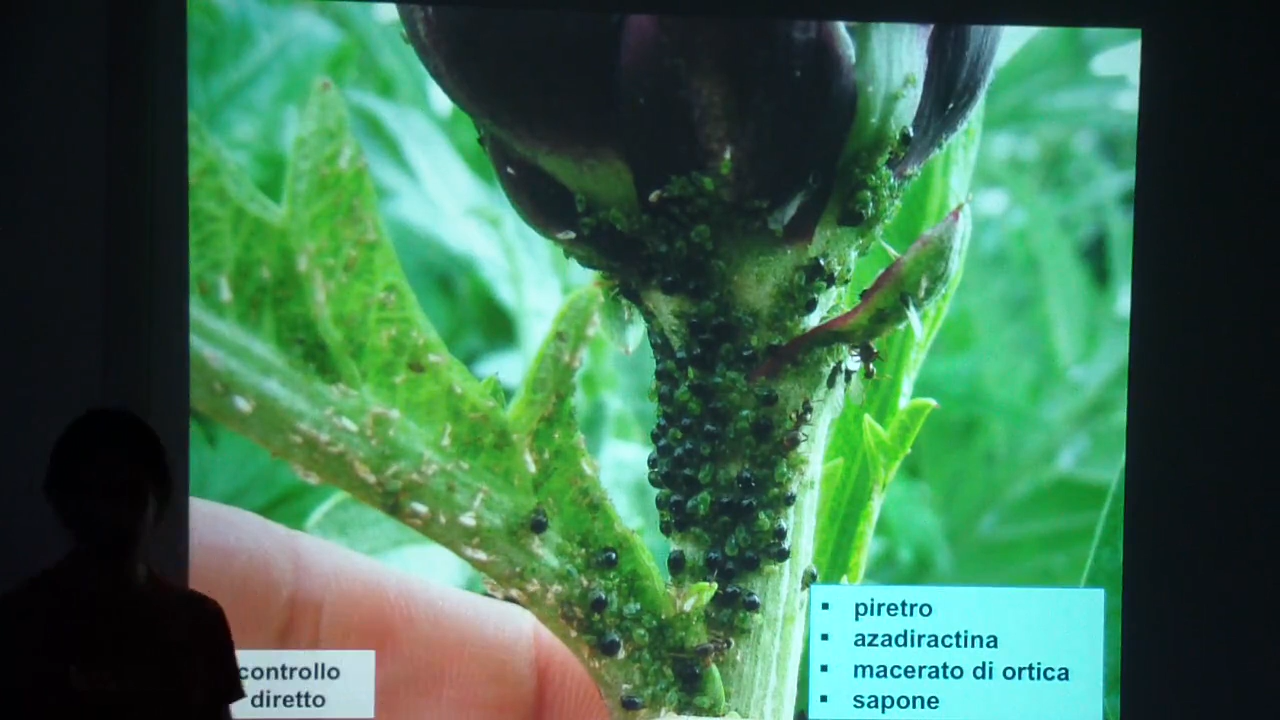 controllo
diretto
▪ piretro
▪ azadiractina
▪ macerato di ortica
▪ sapone